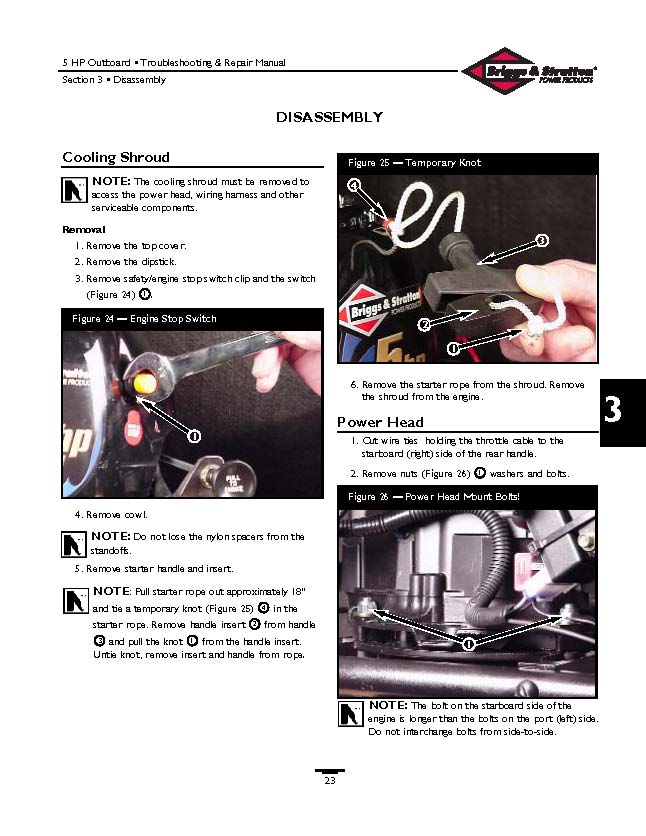 5 HP Outboard • Troubleshooting & Repair Manual
Section 3 • Disassembly
Briggs & Stratton
POWER PRODUCTS
DISASSEMBLY
Cooling Shroud
NOTE: The cooling shroud must be removed to
access the power head, wiring harness and other
serviceable components.
Removal
1. Remove the top cover.
2. Remove the dipstick.
3. Remove safety/engine stop switch clip and the switch
(Figure 24) 1.
Figure 24 — Engine Stop Switch
hp
1
PULL
TO
4. Remove cowl.
NOTE: Do not lose the nylon spacers from the
standoffs.
5. Remove starter handle and insert.
NOTE: Pull starter rope out approximately 18"
and tie a temporary knot (Figure 25) 4 in the
starter rope. Remove handle insert 2 from handle
3 and pull the knot 1 from the handle insert.
Untie knot, remove insert and handle from rope.
Figure 25 — Temporary Knot
4
3
Briggs & Stratton
POWER PRODUCTS
2
1
5hp
6. Remove the starter rope from the shroud. Remove
the shroud from the engine.
Power Head
1. Cut wire ties holding the throttle cable to the
starboard (right) side of the rear handle.
2. Remove nuts (Figure 26) 1 washers and bolts.
Figure 26 — Power Head Mount Bolts!
1
NOTE: The bolt on the starboard side of the
engine is longer than the bolts on the port (left) side.
Do not interchange bolts from side-to-side.
3
23